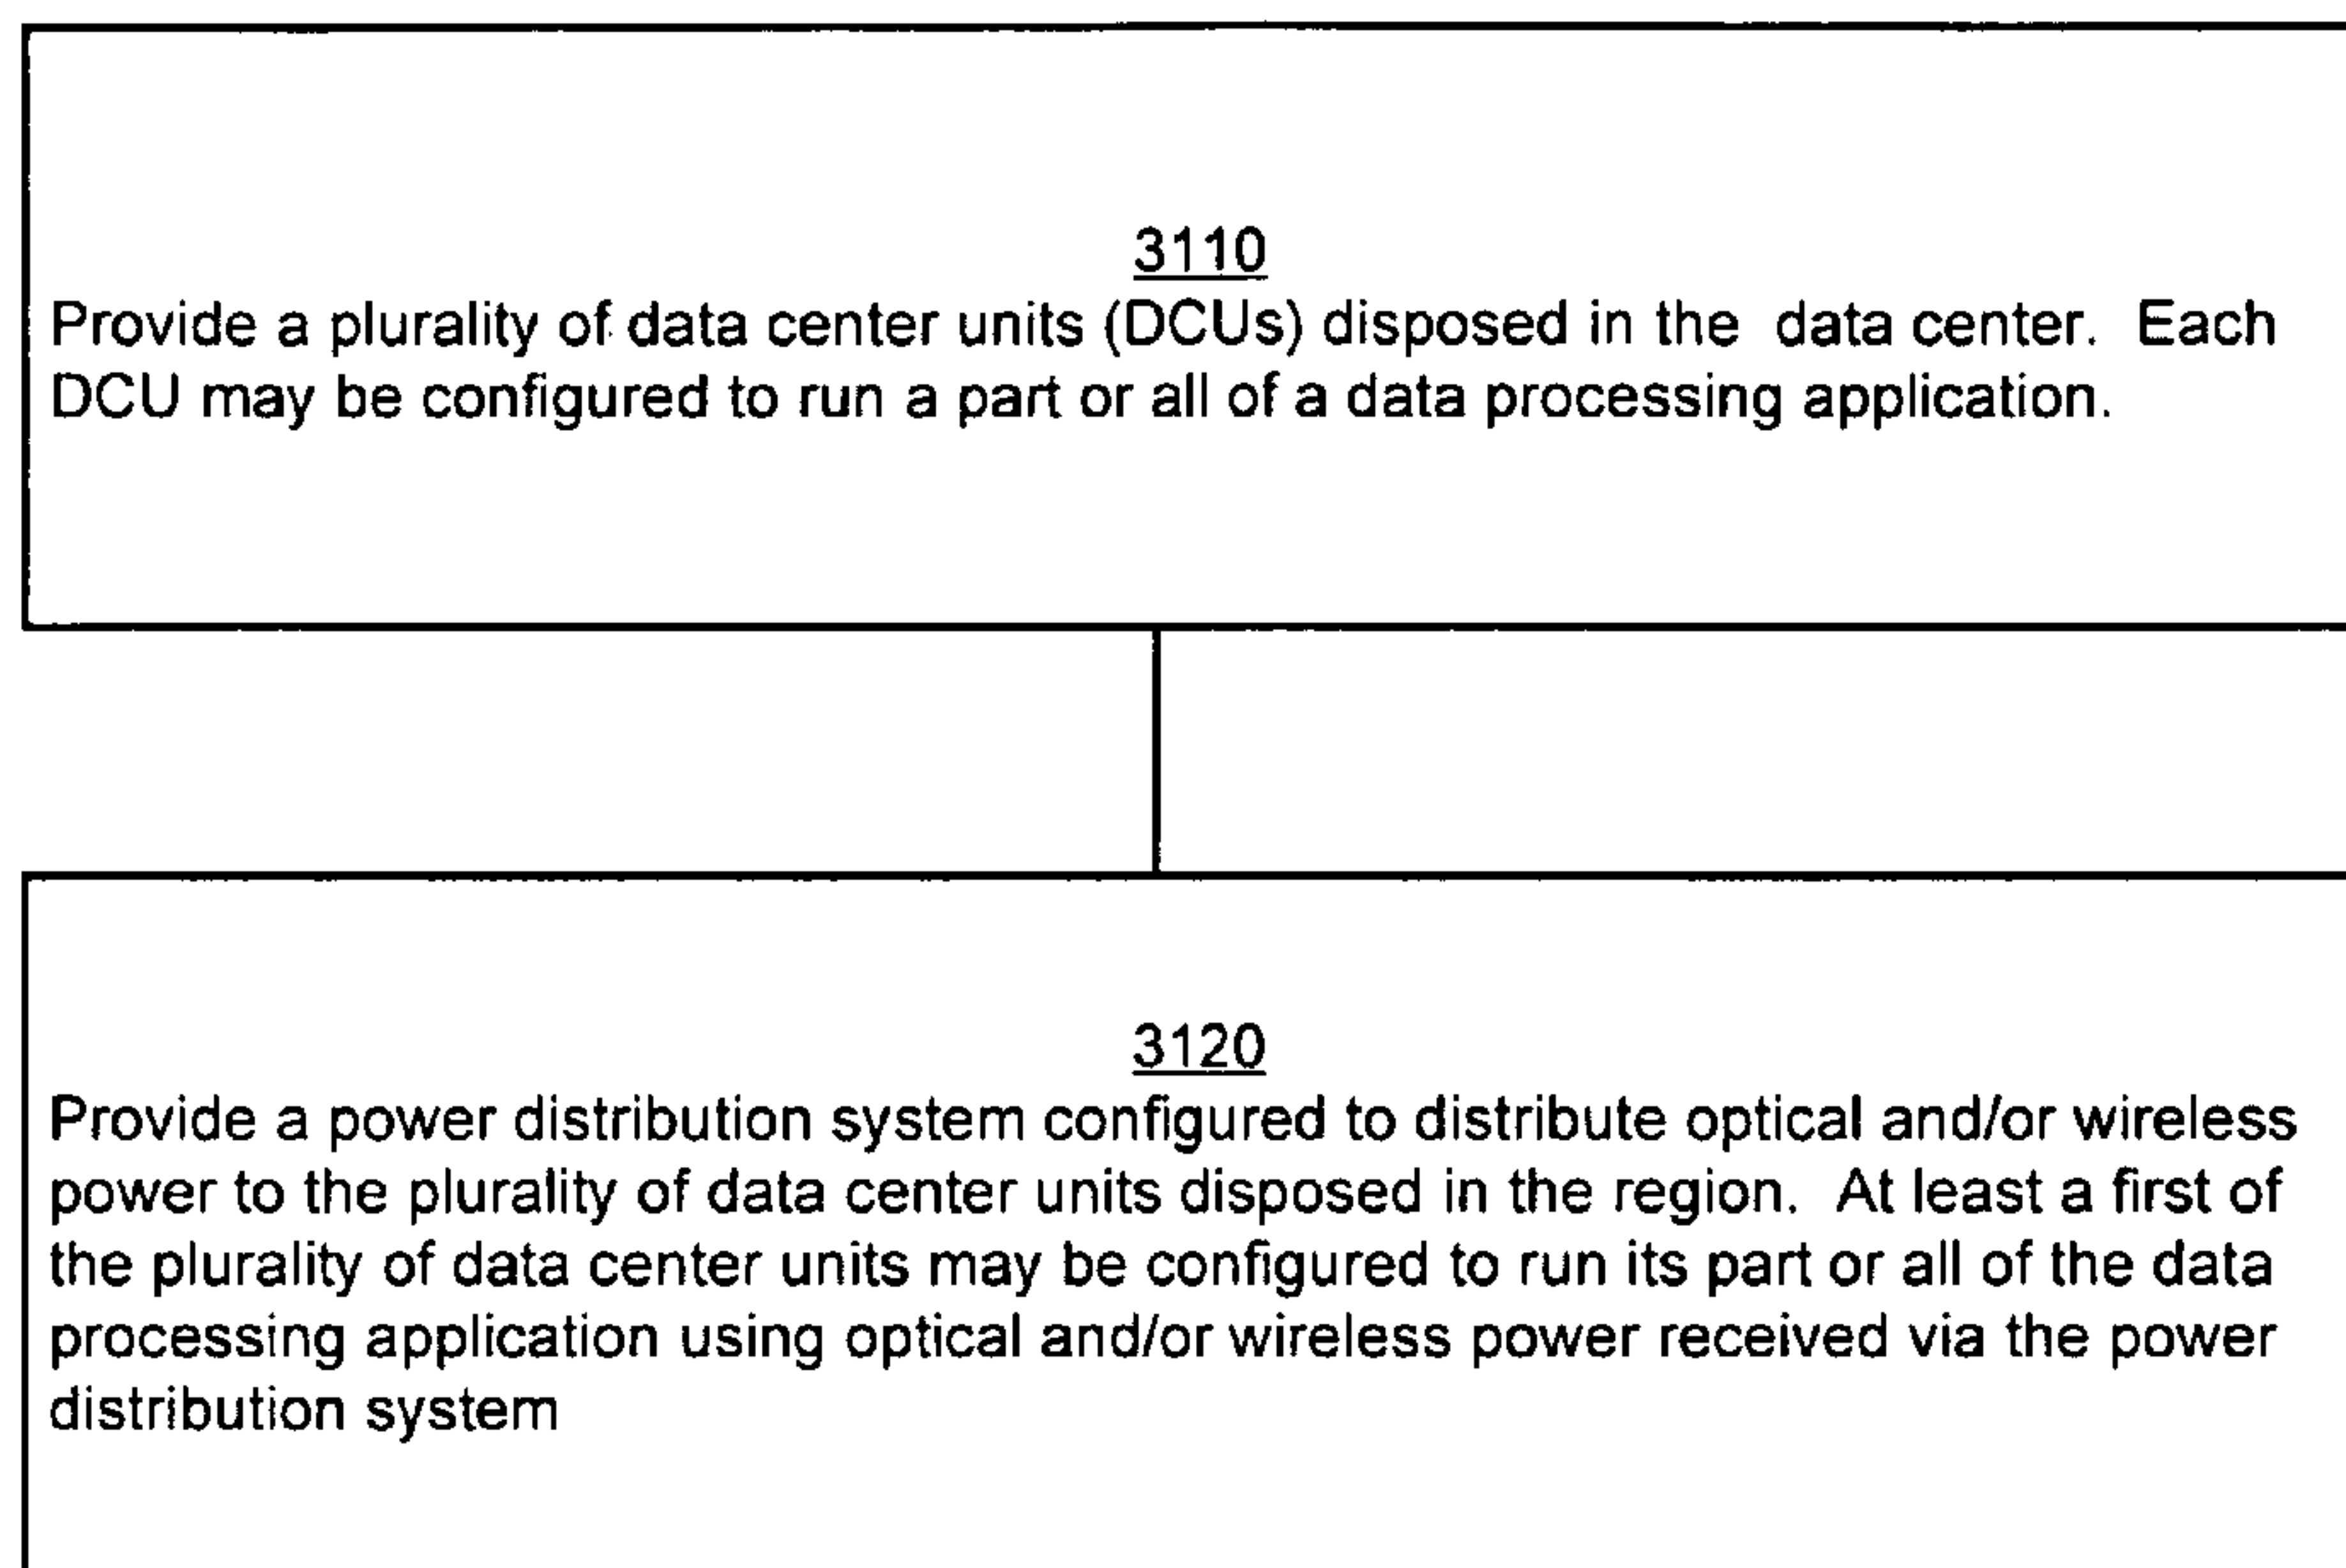 3110
Provide a plurality of data center units (DCUs) disposed in the data center. Each
DCU may be configured to run a part or all of a data processing application.
3120
Provide a power distribution system configured to distribute optical and/or wireless
power to the plurality of data center units disposed in the region. At least a first of
the plurality of data center units may be configured to run its part or all of the data
processing application using optical and/or wireless power received via the power
distribution system